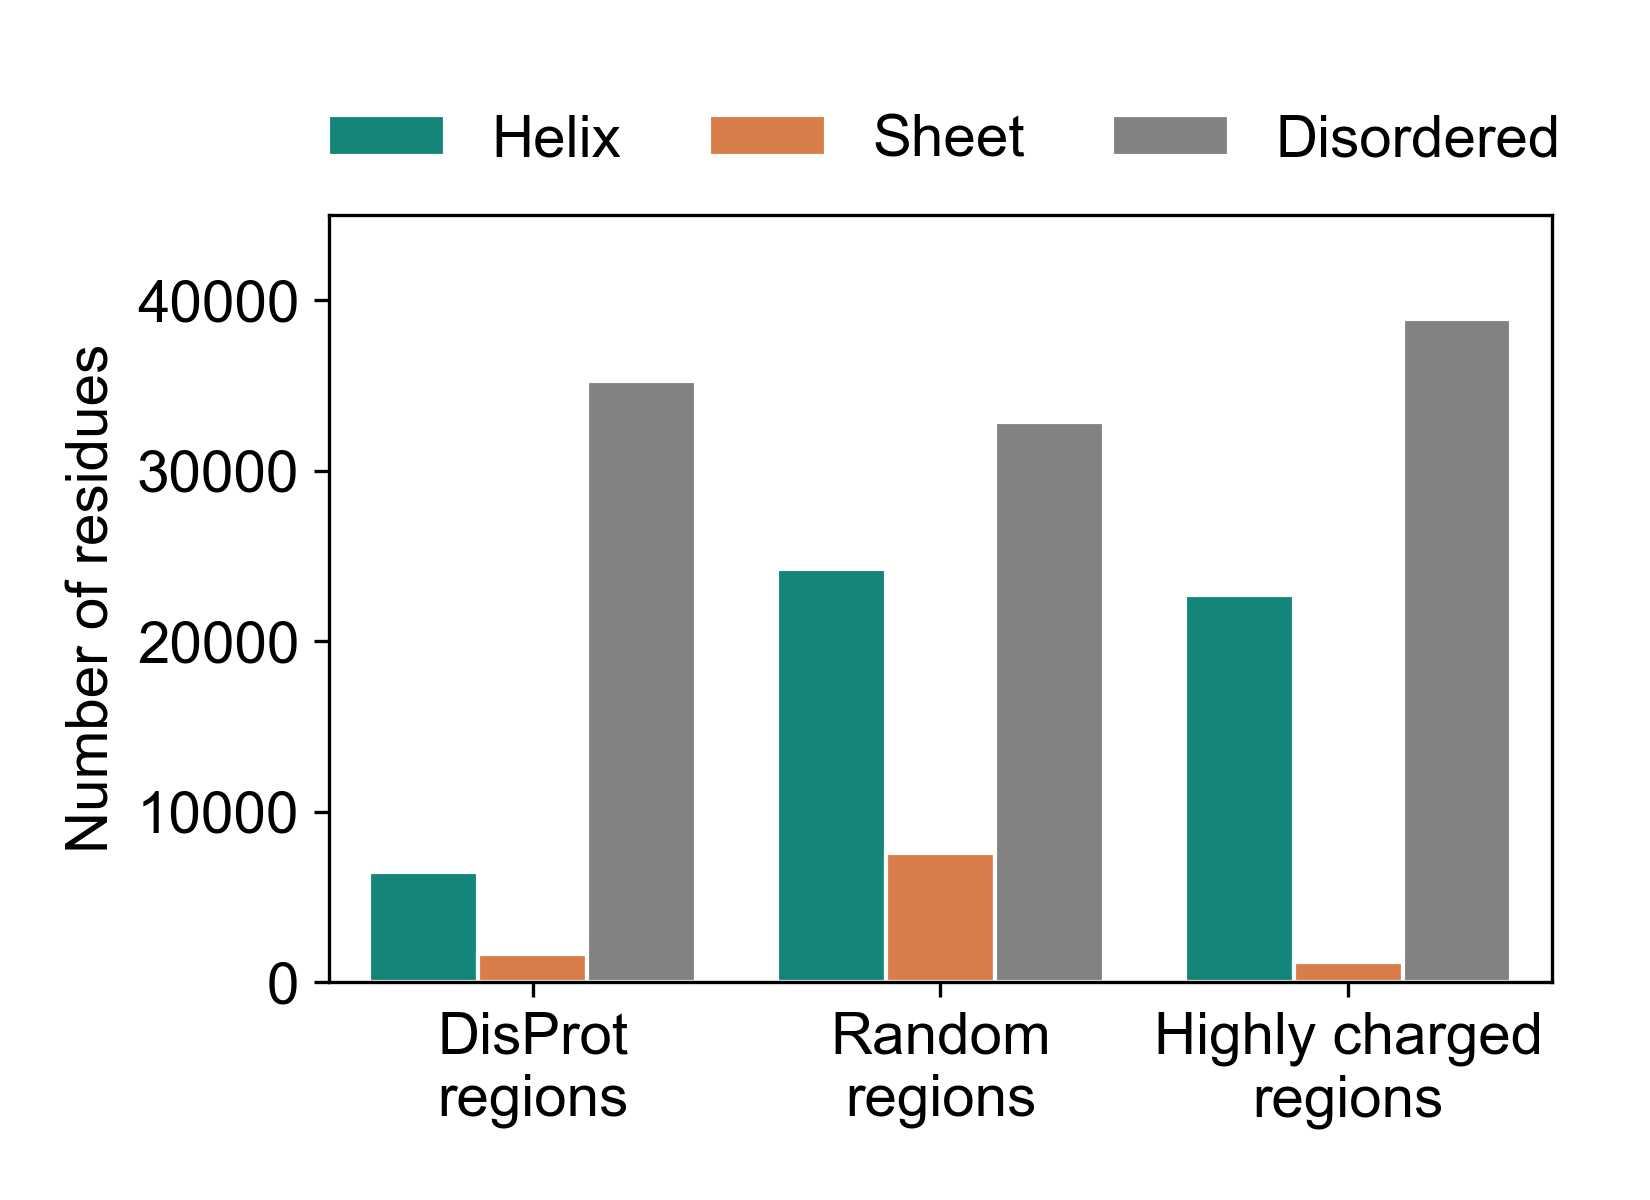 Helix Sheet Disordered
Number of residues
40000
30000
20000
10000
0
DisProt regions
Random regions
Highly charged regions